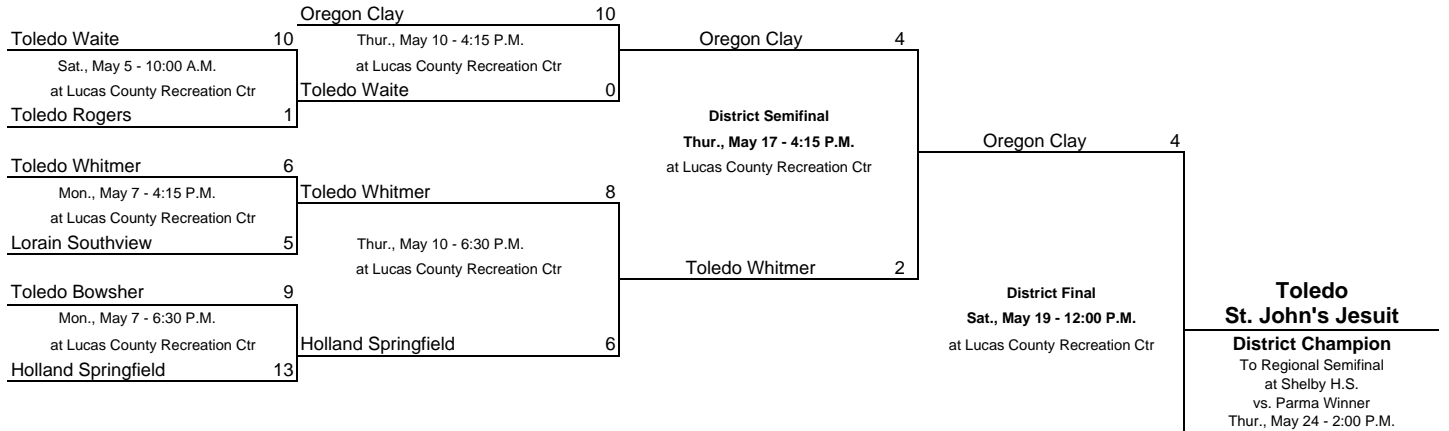 Oregon Clay 10
Toledo Waite 10
Thur., May 10 - 4:15 P.M.
Oregon Clay 4
Sat., May 5 - 10:00 A.M.
at Lucas County Recreation Ctr
at Lucas County Recreation Ctr
Toledo Waite 0
Toledo Rogers 1
District Semifinal
Thur., May 17 - 4:15 P.M.
Oregon Clay 4
Toledo Whitmer 6
at Lucas County Recreation Ctr
Mon., May 7 - 4:15 P.M.
Toledo Whitmer 8
at Lucas County Recreation Ctr
Lorain Southview 5
Thur., May 10 - 6:30 P.M.
at Lucas County Recreation Ctr
Toledo Whitmer 2
Toledo Bowsher 9
District Final
Toledo
Mon., May 7 - 6:30 P.M.
Sat., May 19 - 12:00 P.M.
St. John's Jesuit
at Lucas County Recreation Ctr
Holland Springfield 6
at Lucas County Recreation Ctr
District Champion
Holland Springfield 13
To Regional Semifinal
at Shelby H.S.
vs. Parma Winner
Thur., May 24 - 2:00 P.M.